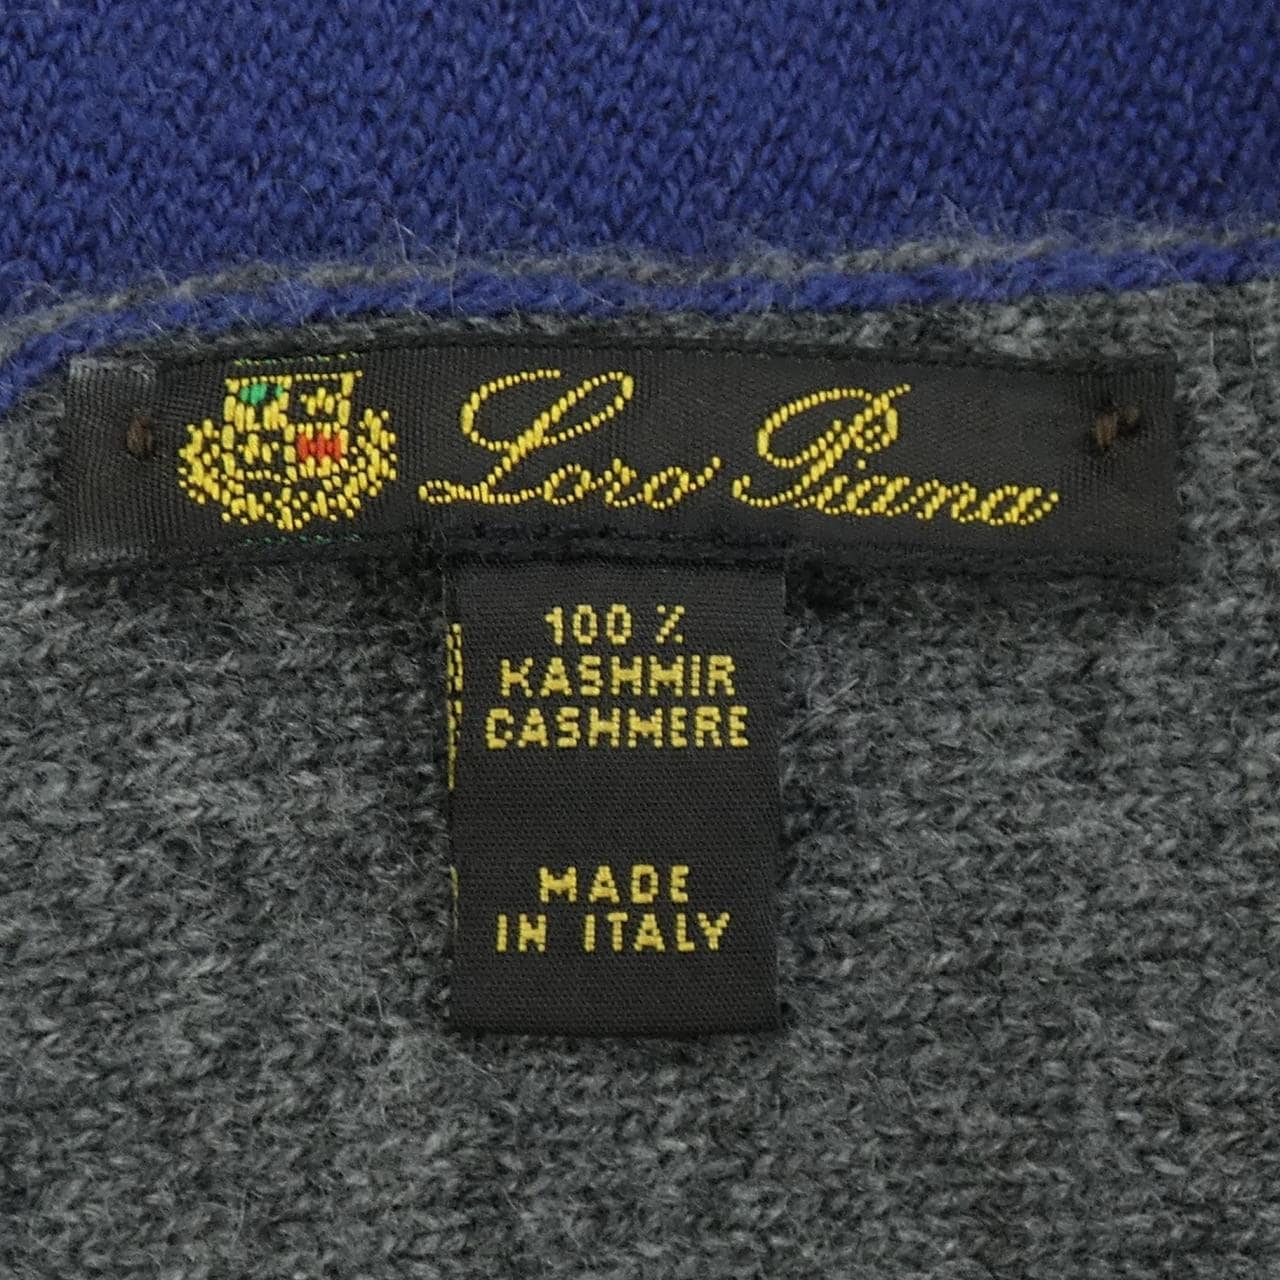 Loro Piana
100 %
KASHMIR
CASHMERE
MADE
IN ITALY